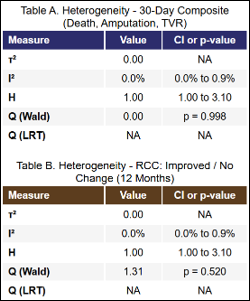 Table A. Heterogeneity - 30-Day Composite
(Death, Amputation, TVR)
Measure Value CI or p-value
τ² 0.00 NA
I² 0.0% 0.0% to 0.9%
H 1.00 1.00 to 3.10
Q (Wald) 0.00 p = 0.998
Q (LRT) NA NA
Table B. Heterogeneity - RCC: Improved / No
Change (12 Months)
Measure Value CI or p-value
τ² 0.00 NA
I² 0.0% 0.0% to 0.9%
H 1.00 1.00 to 3.10
Q (Wald) 1.31 p = 0.520
Q (LRT) NA NA